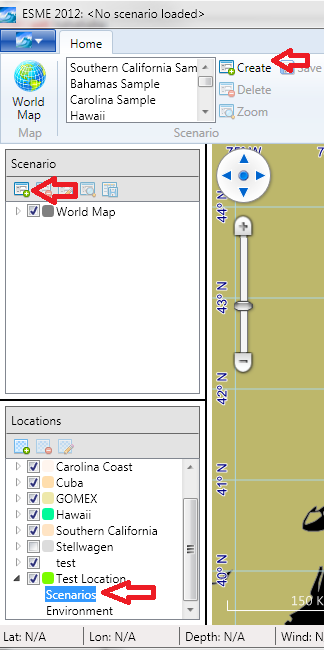 ESME 2012: <No scenario loaded>
Home
World
Map
Map
Southern California Sam
Bahamas Sample
Carolina Sample
Hawaii
Create
Save
Delete
Zoom
Scenario
Scenario
World Map
44° N
43° N
42° N
41° N
40° N
Locations
Carolina Coast
Cuba
GOMEX
Hawaii
Southern California
Stellwagen
test
Test Location
Scenarios
Environment
150 K
Lat: N/A
Lon: N/A
Depth: N/A
Wind: N